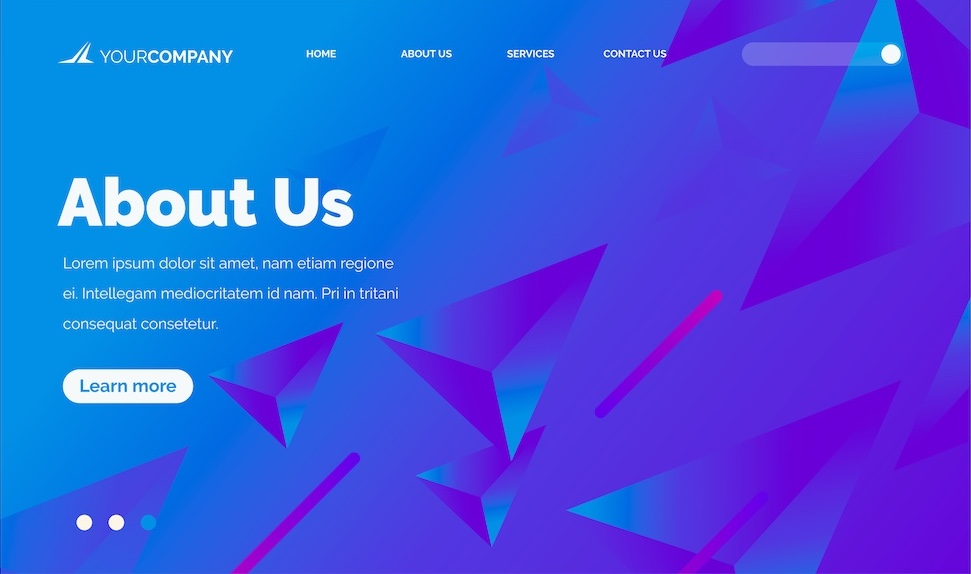 YOURCOMPANY
HOME
ABOUT US
SERVICES
CONTACT US
About Us
Lorem ipsum dolor sit amet, nam etiam regione
ei. Intellegam mediocritatem id nam. Pri in tritani
consequat consetetur.
Learn more